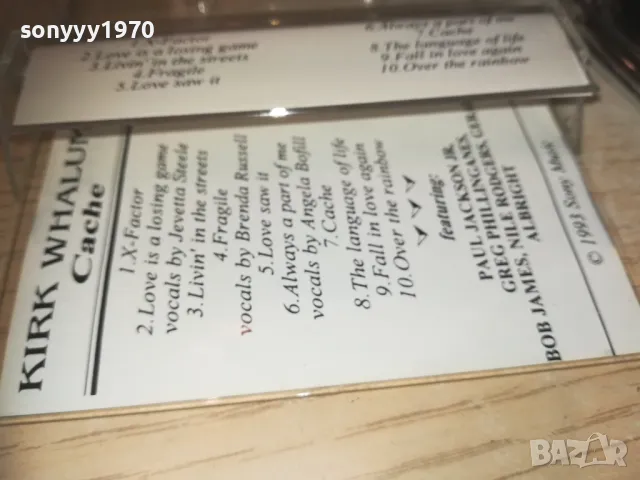 sonyyy1970
1.X-Factor
2.Love is a losing game
3.Livin' in the streets
4.Fragile
5.Love saw it
6.Always a part of me
7.Cache
8.The language of life
9.Fall in love again
10.Over the rainbow
KIRK WHALUM
Cache
1.X-Factor
2.Love is a losing game
vocals by Jevetta Steele
3.Livin' in the streets
4.Fragile
vocals by Brenda Russell
5.Love saw it
6.Always a part of me
vocals by Angela Bofill
7.Cache
8.The language of life
9.Fall in love again
10.Over the rainbow
featuring:
PAUL JACKSON JR,
GREG PHILLINGANES,
BOB JAMES, NILE RODGERS, GER
ALBRIGHT
© 1993 Sony Music
BAZAR